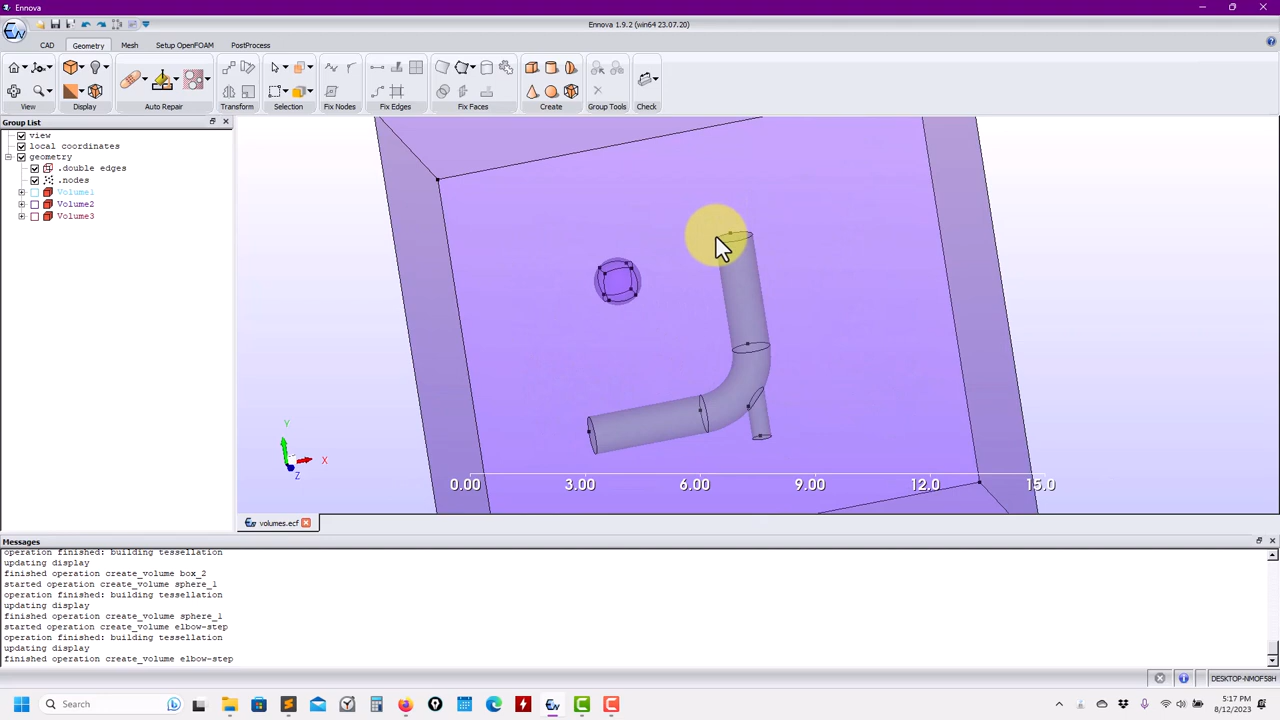 Ennova
Ennova 1.9.2 (win64 23.07.20)
CAD Geometry Mesh Setup OpenFOAM PostProcess
View Display Auto Repair Transform Selection Fix Nodes Fix Edges Fix Faces Create Group Tools Check
Group List
view
local coordinates
geometry
.double edges
.nodes
Volume1
Volume2
Volume3
Y
X
Z
0.00 3.00 6.00 9.00 12.0 15.0
volumes.ecf
Messages
operation finished: building tessellation
updating display
finished operation create_volume box_2
started operation create_volume sphere_1
operation finished: building tessellation
updating display
finished operation create_volume sphere_1
started operation create_volume elbow-step
operation finished: building tessellation
updating display
finished operation create_volume elbow-step
DESKTOP-NMOF58H
Search
5:17 PM
8/12/2023